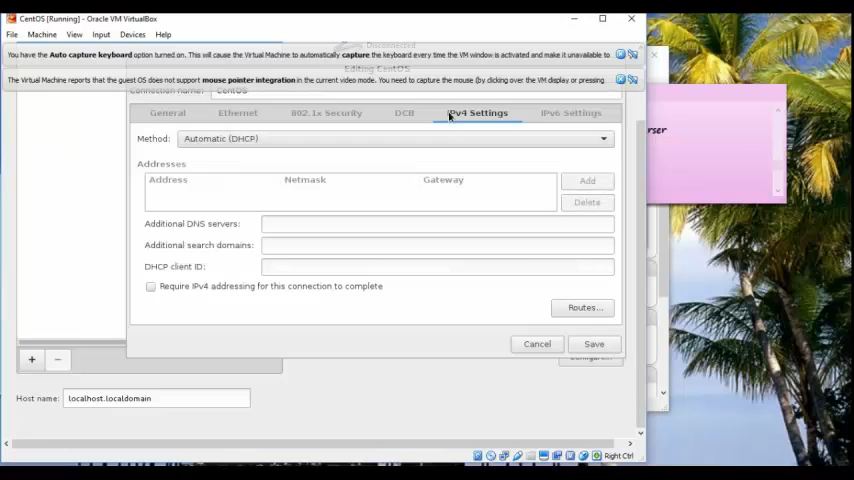 CentOS [Running] - Oracle VM VirtualBox
File Machine View Input Devices Help
Disconnected
You have the Auto capture keyboard option turned on. This will cause the Virtual Machine to automatically capture the keyboard every time the VM window is activated and make it unavailable to
Editing CentOS
The Virtual Machine reports that the guest OS does not support mouse pointer integration in the current video mode. You need to capture the mouse (by clicking over the VM display or pressing
Connection name: CentOS
General Ethernet 802.1x Security DCB IPv4 Settings IPv6 Settings
Method: Automatic (DHCP)
Addresses
Address Netmask Gateway
Add
Delete
Additional DNS servers:
Additional search domains:
DHCP client ID:
Require IPv4 addressing for this connection to complete
Routes...
Cancel Save
+ − Configure...
Host name: localhost.localdomain
Right Ctrl